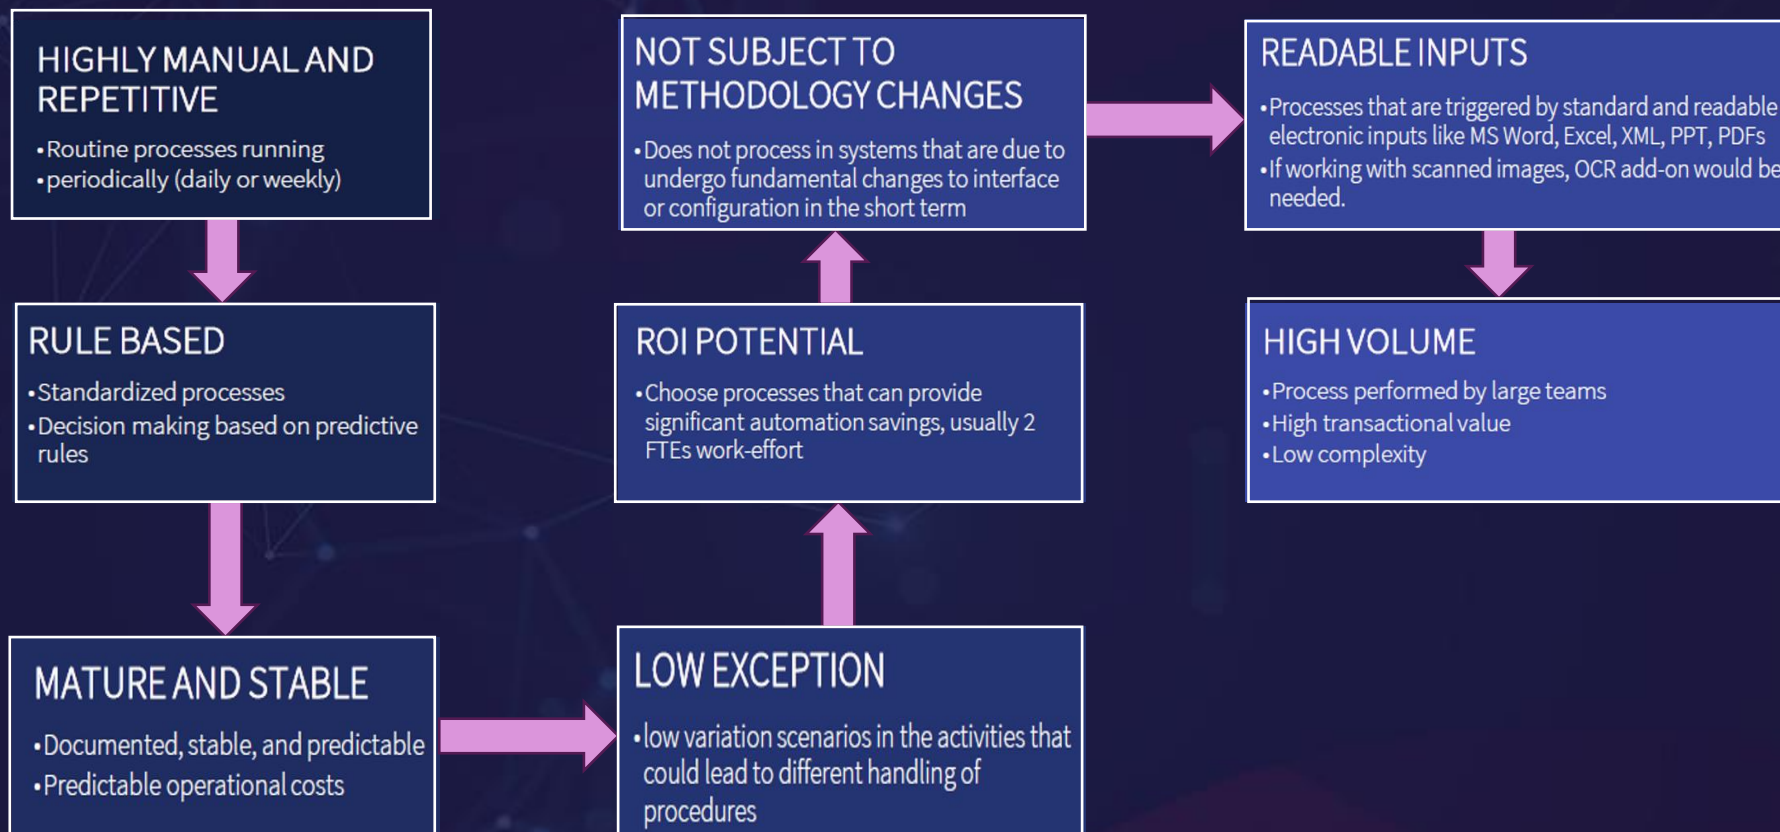 HIGHLY MANUAL AND
REPETITIVE
•Routine processes running
•periodically (daily or weekly)
RULE BASED
•Standardized processes
•Decision making based on predictive
rules
MATURE AND STABLE
•Documented, stable, and predictable
•Predictable operational costs
LOW EXCEPTION
•low variation scenarios in the activities that
could lead to different handling of
procedures
ROI POTENTIAL
•Choose processes that can provide
significant automation savings, usually 2
FTEs work-effort
NOT SUBJECT TO
METHODOLOGY CHANGES
•Does not process in systems that are due to
undergo fundamental changes to interface
or configuration in the short term
READABLE INPUTS
•Processes that are triggered by standard and readable
electronic inputs like MS Word, Excel, XML, PPT, PDFs
•If working with scanned images, OCR add-on would be
needed.
HIGH VOLUME
•Process performed by large teams
•High transactional value
•Low complexity